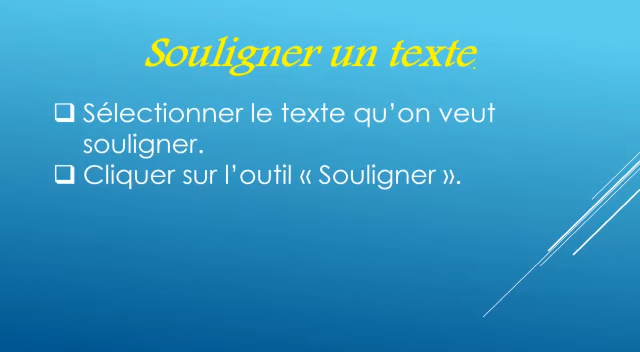 Souligner un texte.
❑ Sélectionner le texte qu’on veut
souligner.
❑ Cliquer sur l’outil « Souligner ».